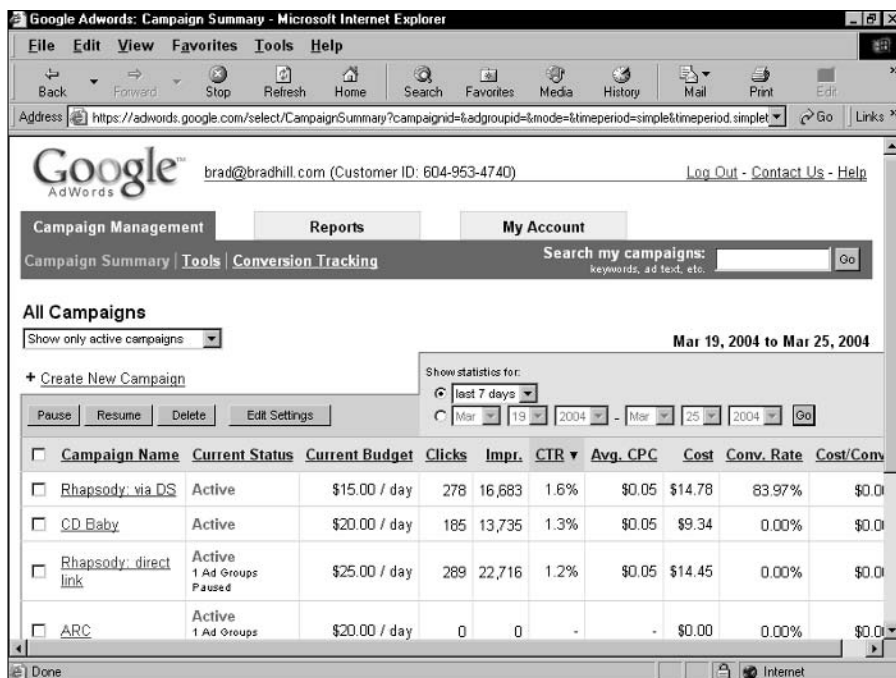 Google Adwords: Campaign Summary - Microsoft Internet Explorer
File Edit View Favorites Tools Help
Back Forward Stop Refresh Home Search Favorites Media History Mail Print Edit
Address https://adwords.google.com/select/CampaignSummary?campaignid=&adgroupid=&mode=&timeperiod=simple&timeperiod.simplet Go Links
Google™ AdWords brad@bradhill.com (Customer ID: 604-953-4740) Log Out - Contact Us - Help
Campaign Management Reports My Account
Campaign Summary | Tools | Conversion Tracking Search my campaigns: Go
keywords, ad text, etc.
All Campaigns
Show only active campaigns
Mar 19, 2004 to Mar 25, 2004
+ Create New Campaign
Show statistics for:
last 7 days
Pause Resume Delete Edit Settings
Mar 19 2004 - Mar 25 2004 Go
Campaign Name Current Status Current Budget Clicks Impr. CTR ▼ Avg. CPC Cost Conv. Rate Cost/Conv
Rhapsody: via DS Active $15.00 / day 278 16,683 1.6% $0.05 $14.78 83.97% $0.0
CD Baby Active $20.00 / day 185 13,735 1.3% $0.05 $9.34 0.00% $0.0
Rhapsody: direct link Active 1 Ad Groups Paused $25.00 / day 289 22,716 1.2% $0.05 $14.45 0.00% $0.0
ARC Active 1 Ad Groups $20.00 / day 0 0 - - $0.00 0.00% $0.0
Done Internet